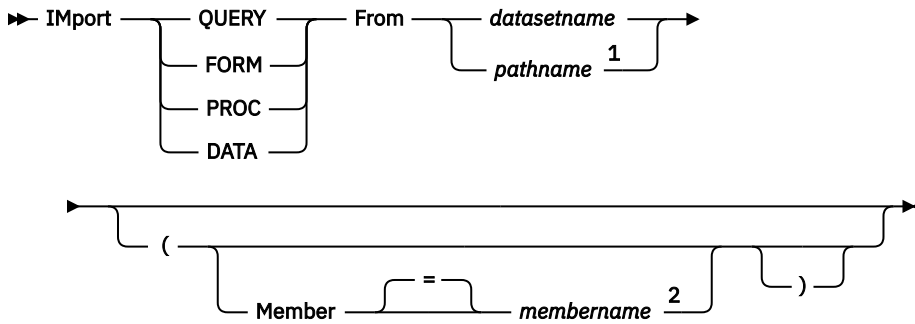 IMport QUERY From datasetname
FORM pathname 1
PROC
DATA
(
=
)
Member membername 2